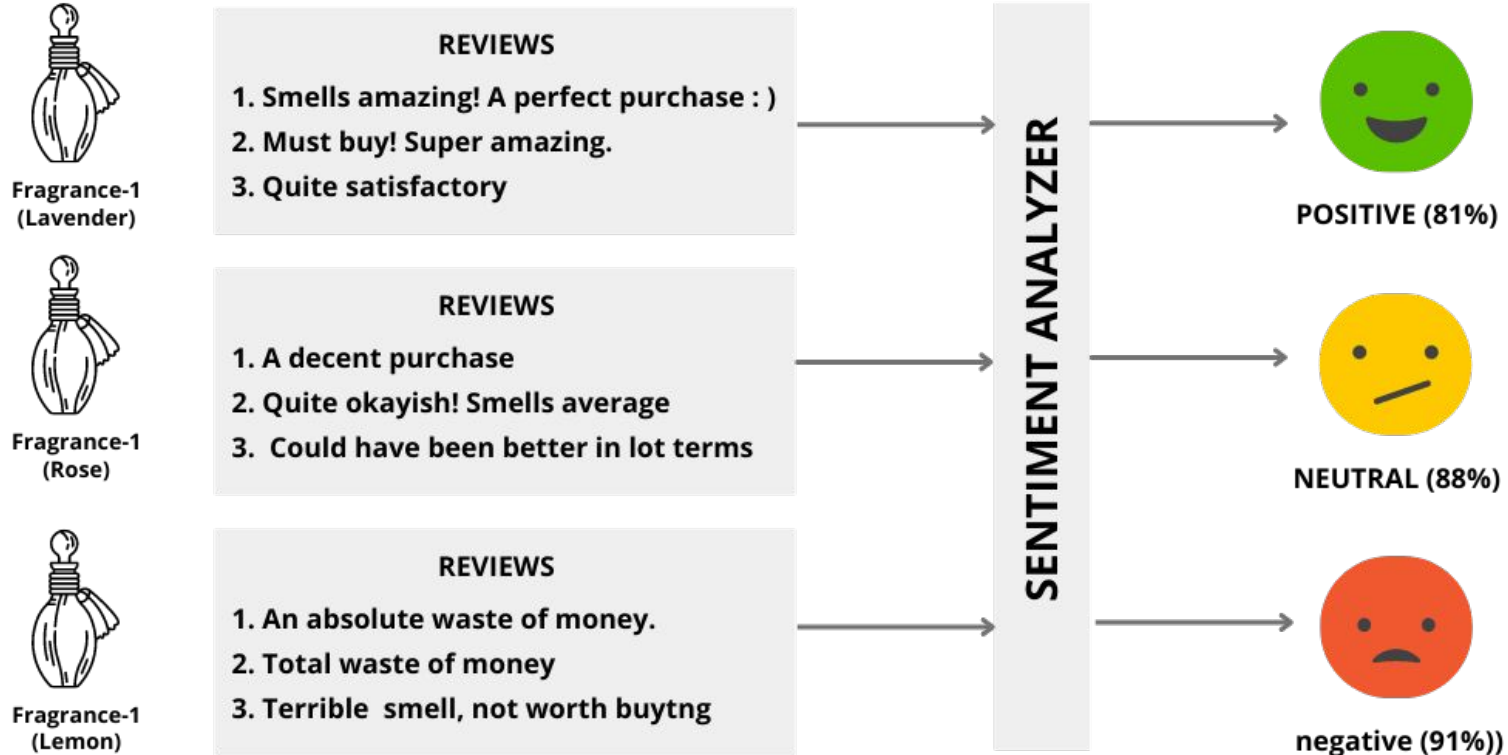 Fragrance-1
(Lavender)
REVIEWS
1. Smells amazing! A perfect purchase : )
2. Must buy! Super amazing.
3. Quite satisfactory
POSITIVE (81%)
Fragrance-1
(Rose)
REVIEWS
1. A decent purchase
2. Quite okayish! Smells average
3.  Could have been better in lot terms
NEUTRAL (88%)
Fragrance-1
(Lemon)
REVIEWS
1. An absolute waste of money.
2. Total waste of money
3. Terrible  smell, not worth buytng
negative (91%))
SENTIMENT ANALYZER